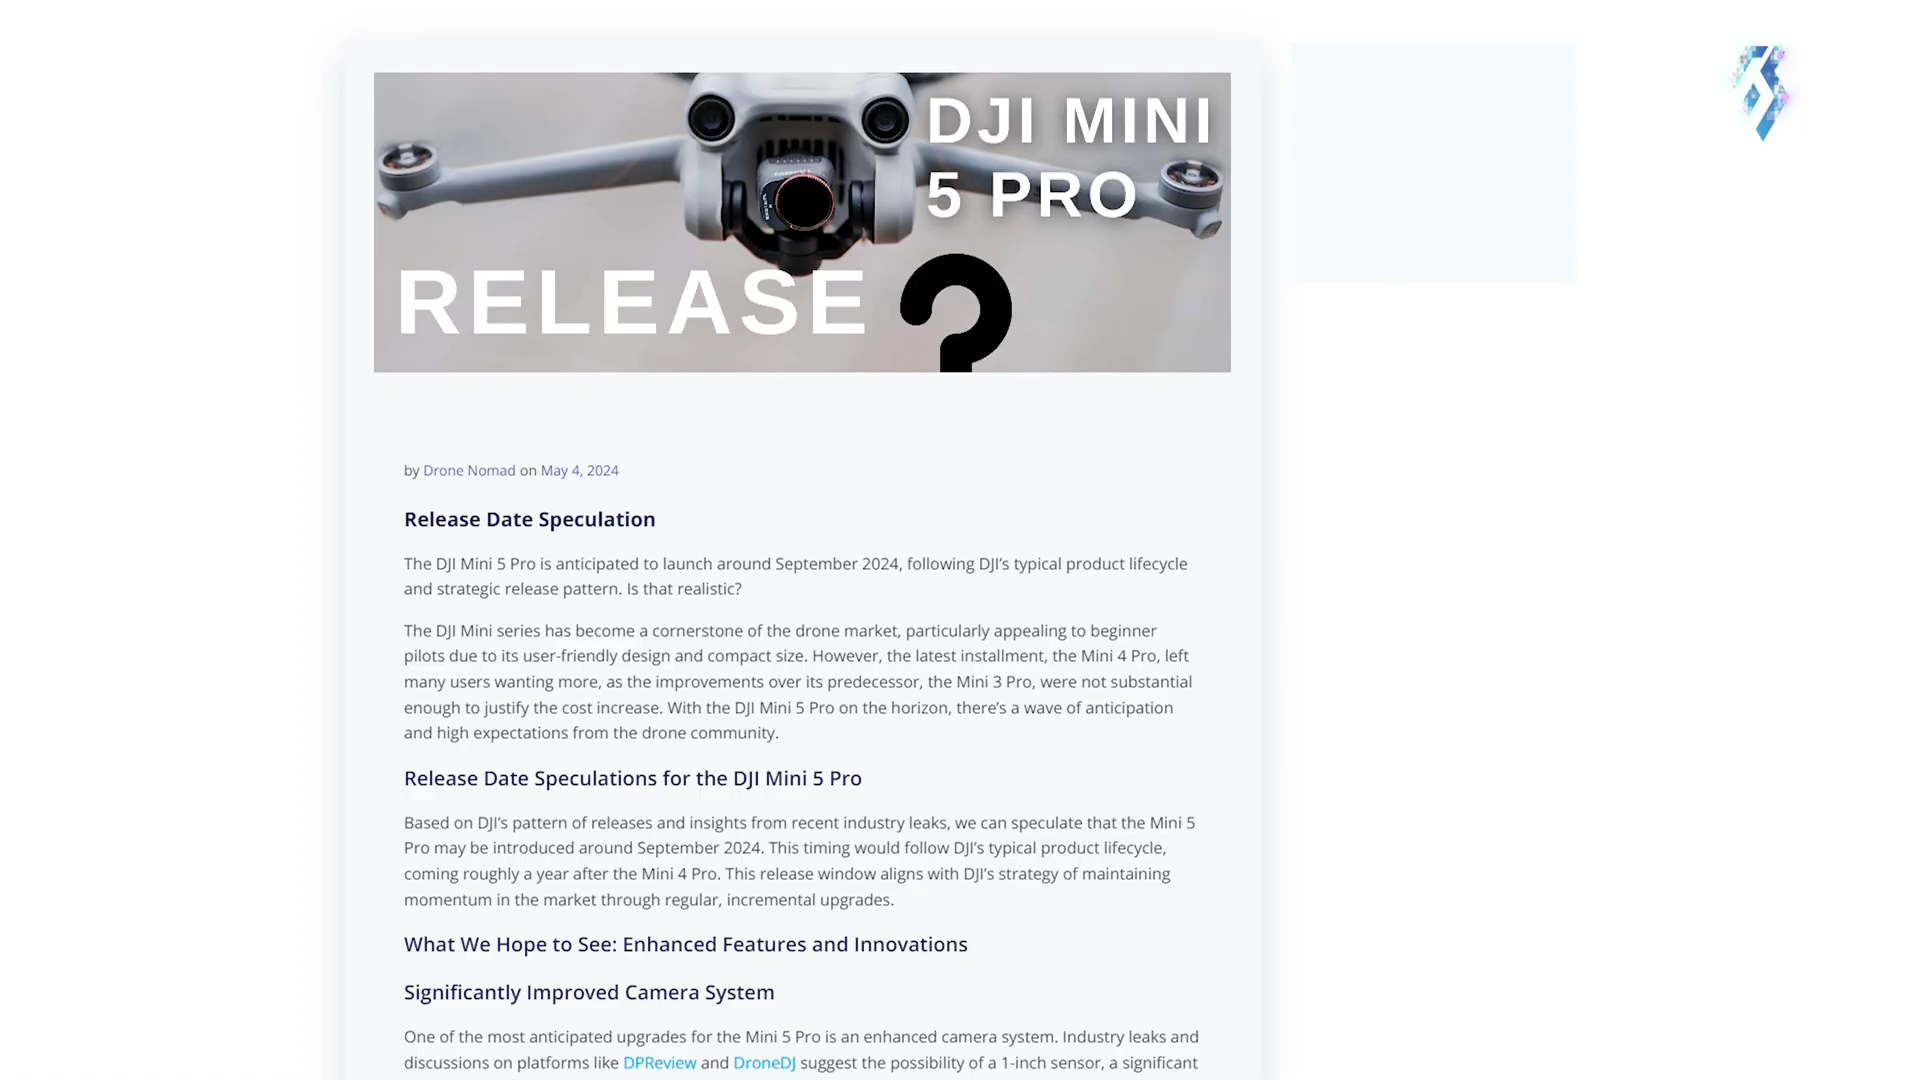 DJI MINI
5 PRO
RELEASE ?
by Drone Nomad on May 4, 2024
Release Date Speculation
The DJI Mini 5 Pro is anticipated to launch around September 2024, following DJI’s typical product lifecycle
and strategic release pattern. Is that realistic?
The DJI Mini series has become a cornerstone of the drone market, particularly appealing to beginner
pilots due to its user-friendly design and compact size. However, the latest installment, the Mini 4 Pro, left
many users wanting more, as the improvements over its predecessor, the Mini 3 Pro, were not substantial
enough to justify the cost increase. With the DJI Mini 5 Pro on the horizon, there’s a wave of anticipation
and high expectations from the drone community.
Release Date Speculations for the DJI Mini 5 Pro
Based on DJI’s pattern of releases and insights from recent industry leaks, we can speculate that the Mini 5
Pro may be introduced around September 2024. This timing would follow DJI’s typical product lifecycle,
coming roughly a year after the Mini 4 Pro. This release window aligns with DJI’s strategy of maintaining
momentum in the market through regular, incremental upgrades.
What We Hope to See: Enhanced Features and Innovations
Significantly Improved Camera System
One of the most anticipated upgrades for the Mini 5 Pro is an enhanced camera system. Industry leaks and
discussions on platforms like DPReview and DroneDJ suggest the possibility of a 1-inch sensor, a significant